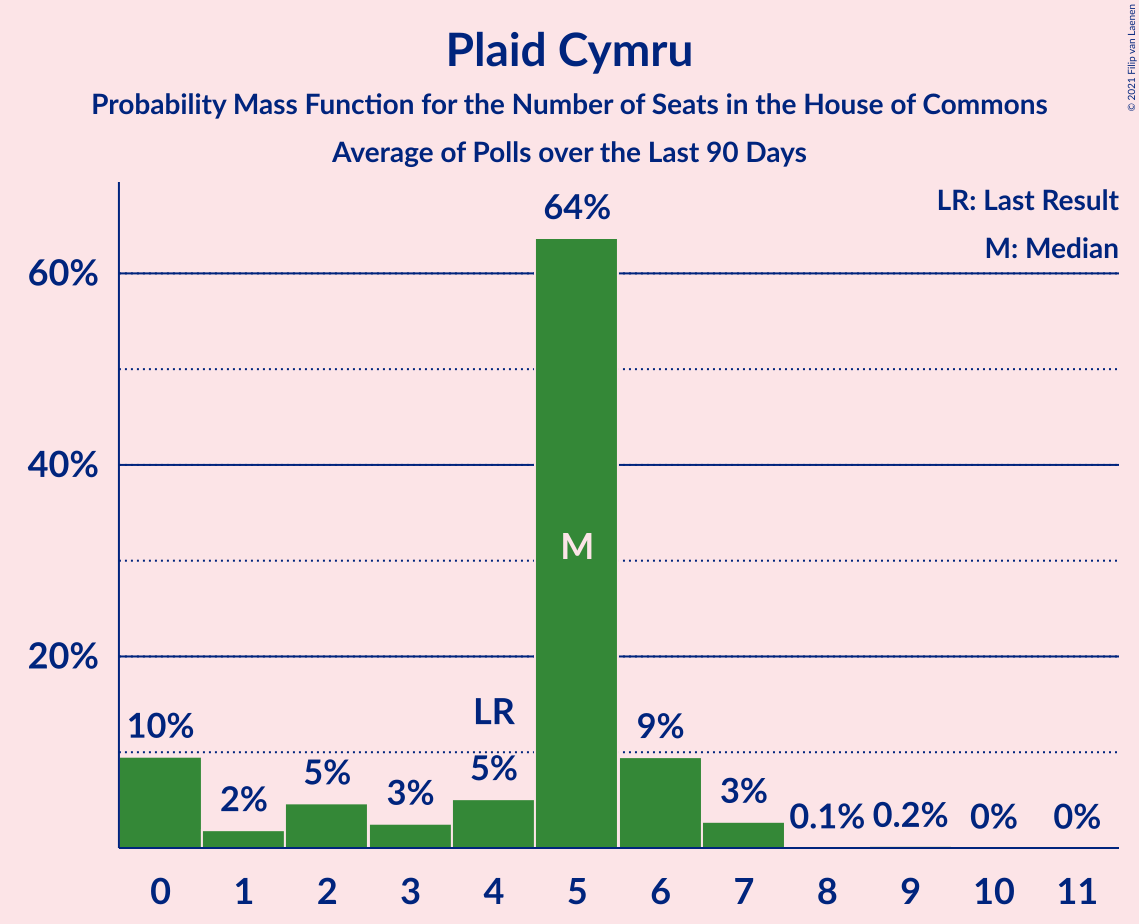 Plaid Cymru
Probability Mass Function for the Number of Seats in the House of Commons
Average of Polls over the Last 90 Days
© 2021 Filip van Laenen
LR: Last Result
M: Median
60%
40%
20%
10%
2%
5%
3%
LR
5%
64%
M
9%
3%
0.1%
0.2%
0%
0%
0 1 2 3 4 5 6 7 8 9 10 11